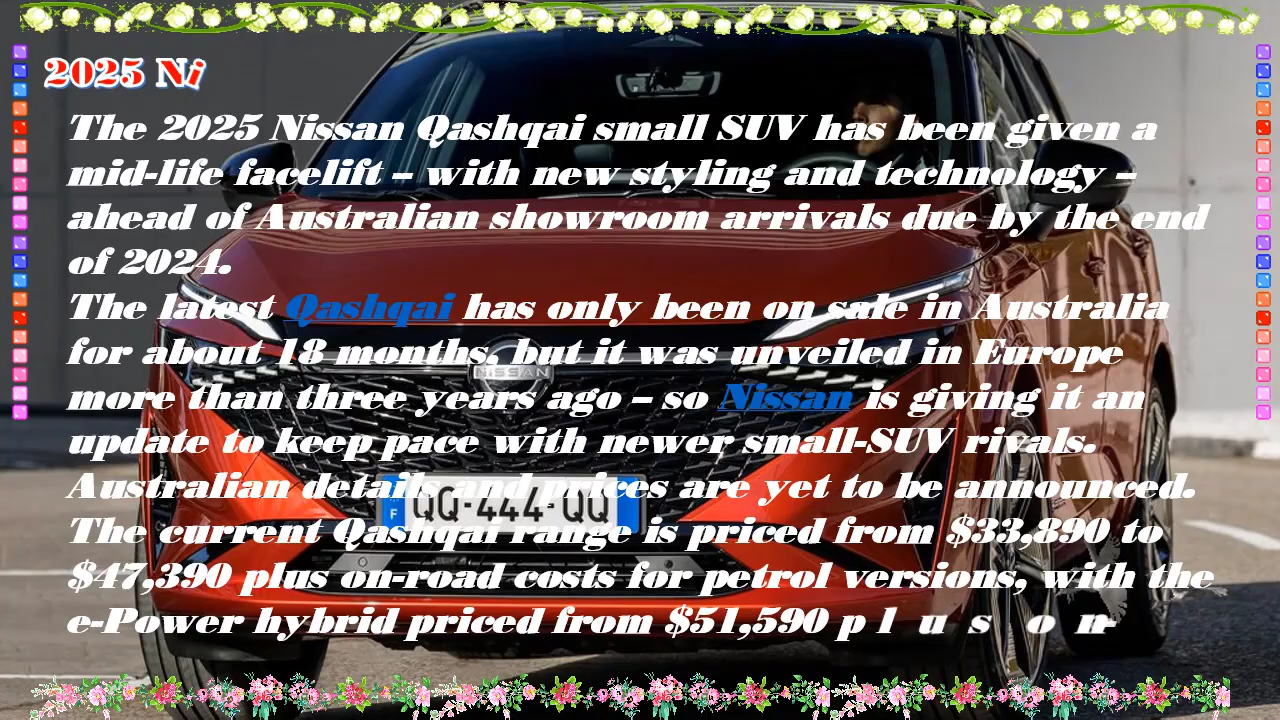 2025 Ni
The 2025 Nissan Qashqai small SUV has been given a
mid-life facelift – with new styling and technology –
ahead of Australian showroom arrivals due by the end
of 2024.
The latest Qashqai has only been on sale in Australia
for about 18 months, but it was unveiled in Europe
NISSAN
more than three years ago – so Nissan is giving it an
update to keep pace with newer small-SUV rivals.
Australian details and prices are yet to be announced.
F QQ-444-QQ
The current Qashqai range is priced from $33,890 to
$47,390 plus on-road costs for petrol versions, with the
e-Power hybrid priced from $51,590 p l u s o n-